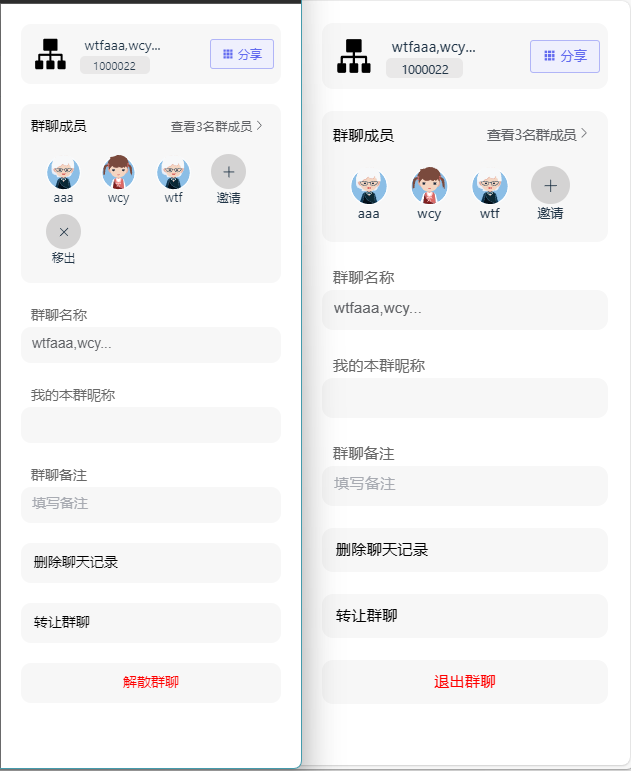 wtfaaa,wcy...
1000022
分享
群聊成员
查看3名群成员
aaa
wcy
wtf
邀请
移出
群聊名称
wtfaaa,wcy...
我的本群昵称
群聊备注
填写备注
删除聊天记录
转让群聊
解散群聊
wtfaaa,wcy...
1000022
分享
群聊成员
查看3名群成员
aaa
wcy
wtf
邀请
群聊名称
wtfaaa,wcy...
我的本群昵称
群聊备注
填写备注
删除聊天记录
转让群聊
退出群聊